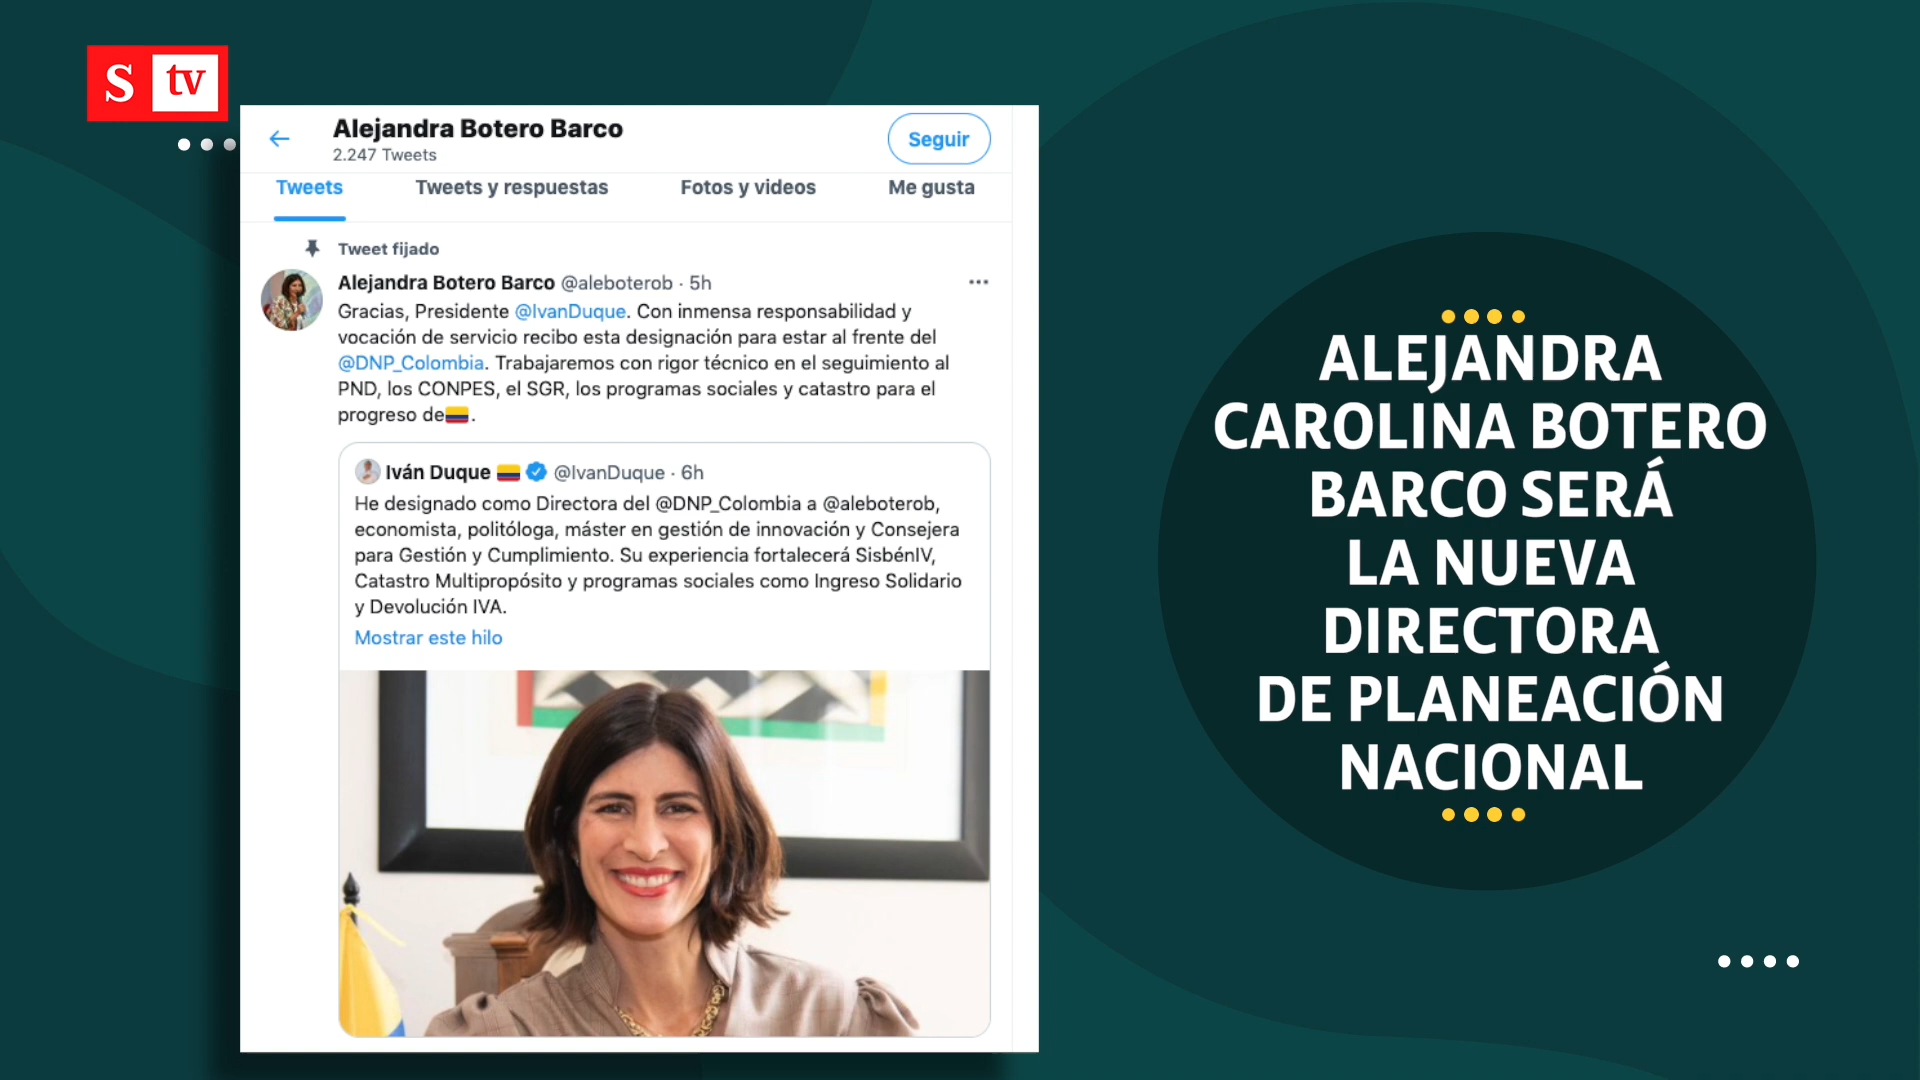 S tv
Alejandra Botero Barco
2.247 Tweets
Seguir
Tweets Tweets y respuestas Fotos y videos Me gusta
Tweet fijado
Alejandra Botero Barco @aleboterob · 5h
Gracias, Presidente @IvanDuque. Con inmensa responsabilidad y
vocación de servicio recibo esta designación para estar al frente del
@DNP_Colombia. Trabajaremos con rigor técnico en el seguimiento al
PND, los CONPES, el SGR, los programas sociales y catastro para el
progreso de🇨🇴.
Iván Duque 🇨🇴 @IvanDuque · 6h
He designado como Directora del @DNP_Colombia a @aleboterob,
economista, politóloga, máster en gestión de innovación y Consejera
para Gestión y Cumplimiento. Su experiencia fortalecerá SisbénIV,
Catastro Multipropósito y programas sociales como Ingreso Solidario
y Devolución IVA.
Mostrar este hilo
ALEJANDRA
CAROLINA BOTERO
BARCO SERÁ
LA NUEVA
DIRECTORA
DE PLANEACIÓN
NACIONAL